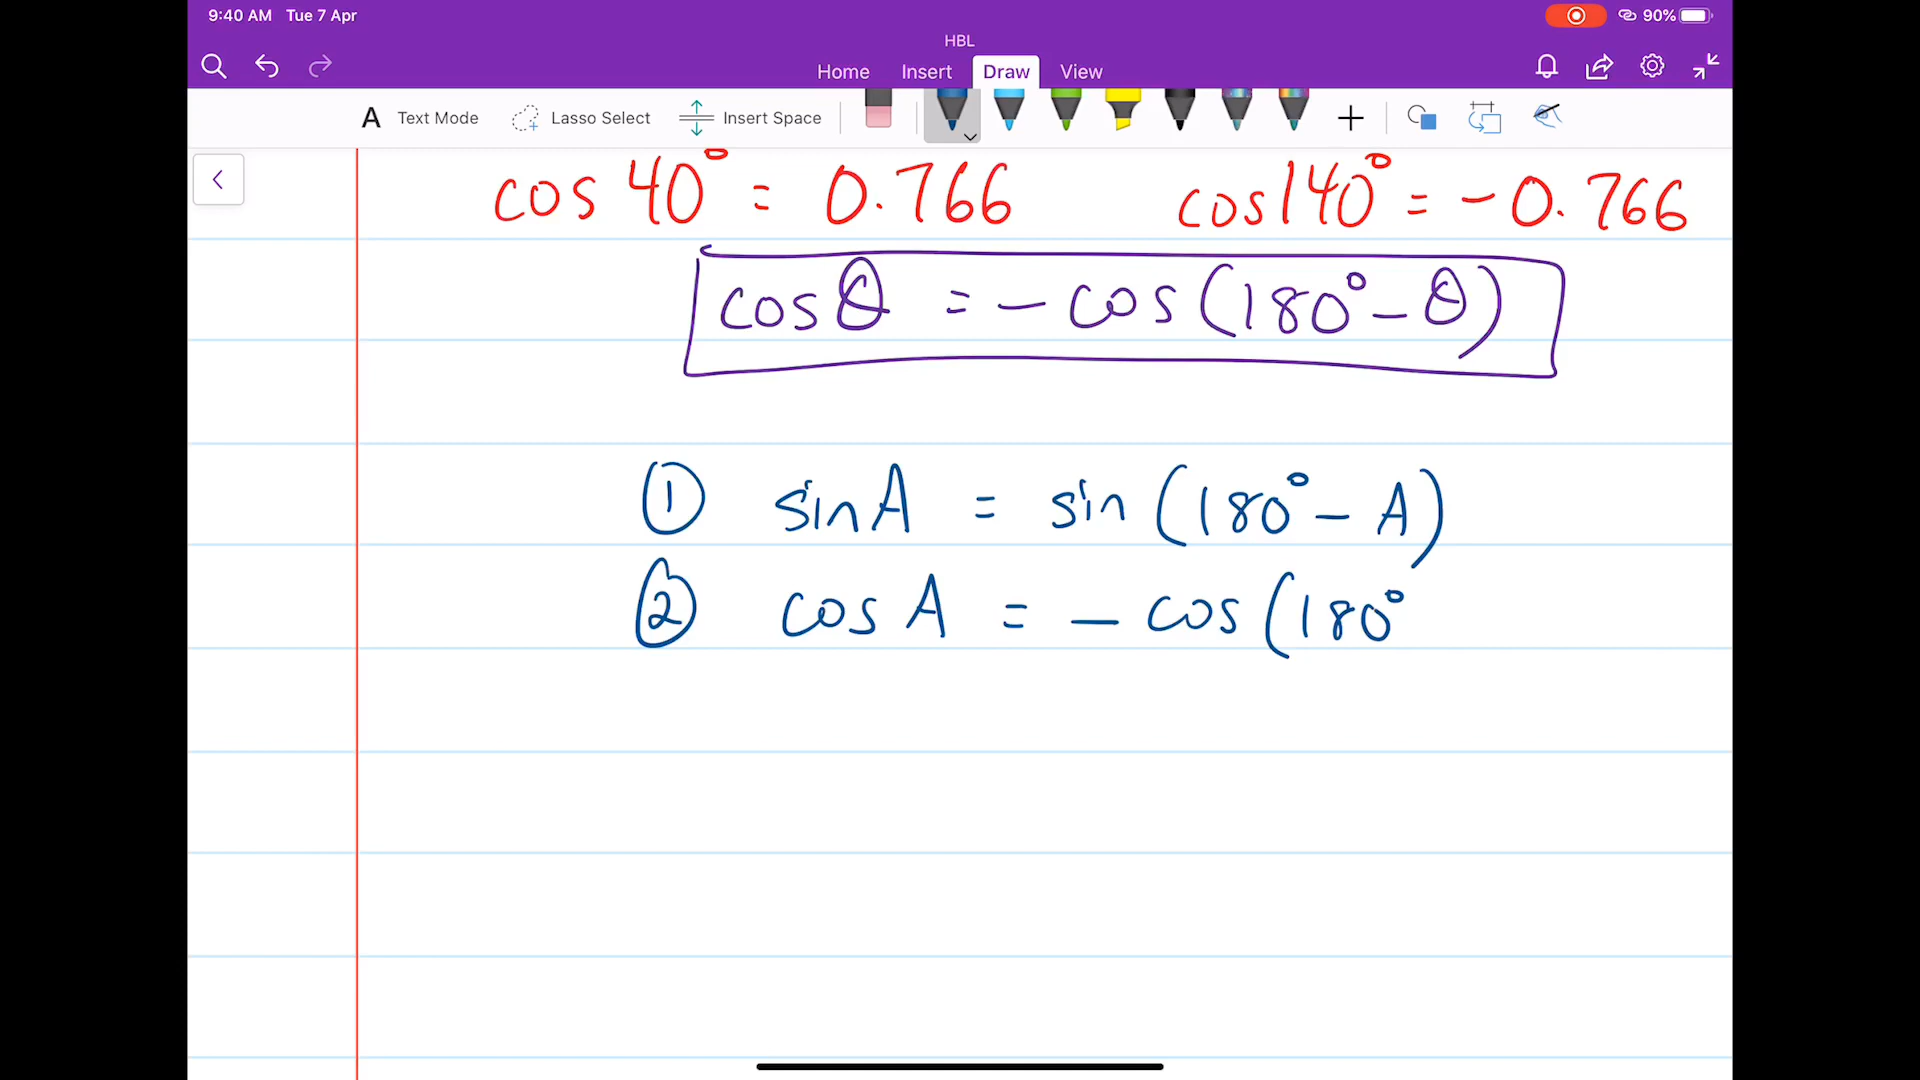 9:40 AM Tue 7 Apr 90%
HBL
Home Insert Draw View
A Text Mode Lasso Select Insert Space
cos 40° = 0.766 cos 140° = -0.766
cos θ = - cos (180° - θ)
① sin A = sin (180° - A)
② cos A = - cos (180°